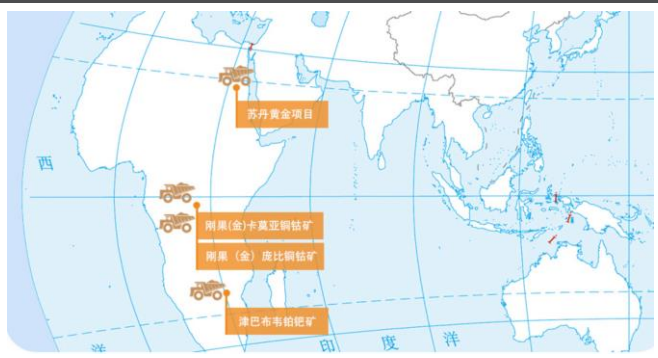 苏丹黄金项目
西
刚果(金)卡莫亚铜钴矿
刚果（金）庞比铜钴矿
津巴布韦铂钯矿
洋
印度洋